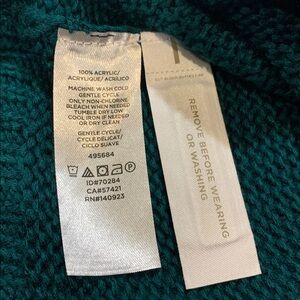 100% ACRYLIC/
ACRYLIQUE/ ACRÍLICO
MACHINE WASH COLD
GENTLE CYCLE
ONLY NON-CHLORINE
BLEACH WHEN NEEDED
TUMBLE DRY LOW
COOL IRON IF NEEDED
OR DRY CLEAN
GENTLE CYCLE/
CYCLE DELICAT/
CICLO SUAVE
495684
ID#70284
CA#57421
RN#140923
REMOVE BEFORE WEARING
OR WASHING